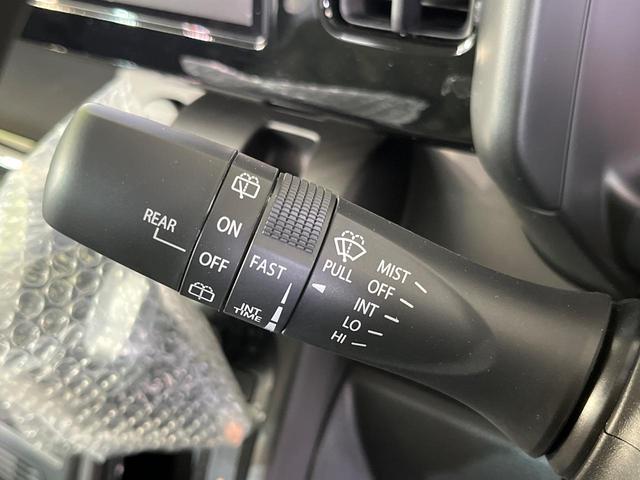 REAR
ON
OFF
FAST
INT
TIME
PULL
MIST
OFF
INT
LO
HI